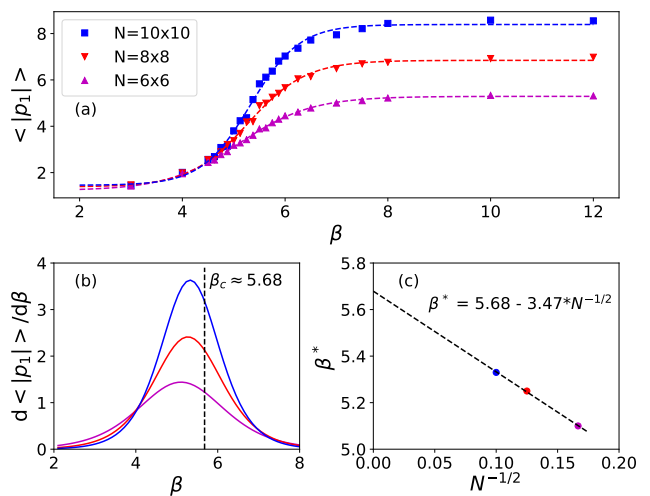 N=10x10
N=8x8
N=6x6
(a)
< |p₁| >
8
6
4
2
2 4 6 8 10 12
β
(b)
β_c ≈ 5.68
d < |p₁| > /dβ
4
3
2
1
0
2 4 6 8
β
(c)
β* = 5.68 - 3.47*N^{-1/2}
β*
5.8
5.6
5.4
5.2
5.0
0.00 0.05 0.10 0.15 0.20
N^{-1/2}